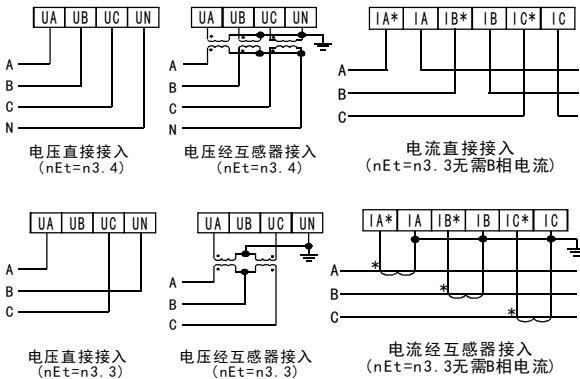 UA UB UC UN
A
B
C
N
电压直接接入
(nEt=n3.4)
UA UB UC UN
A
B
C
N
电压经互感器接入
(nEt=n3.4)
IA* IA IB* IB IC* IC
A
B
C
电流直接接入
(nEt=n3.3无需B相电流)
UA UB UC UN
A
B
C
电压直接接入
(nEt=n3.3)
UA UB UC UN
A
B
C
电压经互感器接入
(nEt=n3.3)
IA* IA IB* IB IC* IC
A *
B *
C *
电流经互感器接入
(nEt=n3.3无需B相电流)